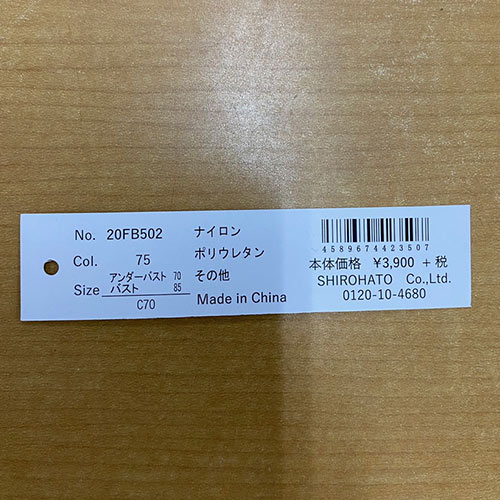 No. 20FB502
Col. 75
Size アンダーバスト 70
バスト 85
C70
ナイロン
ポリウレタン
その他
Made in China
4589674423507
本体価格 ¥3,900 + 税
SHIROHATO Co.,Ltd.
0120-10-4680